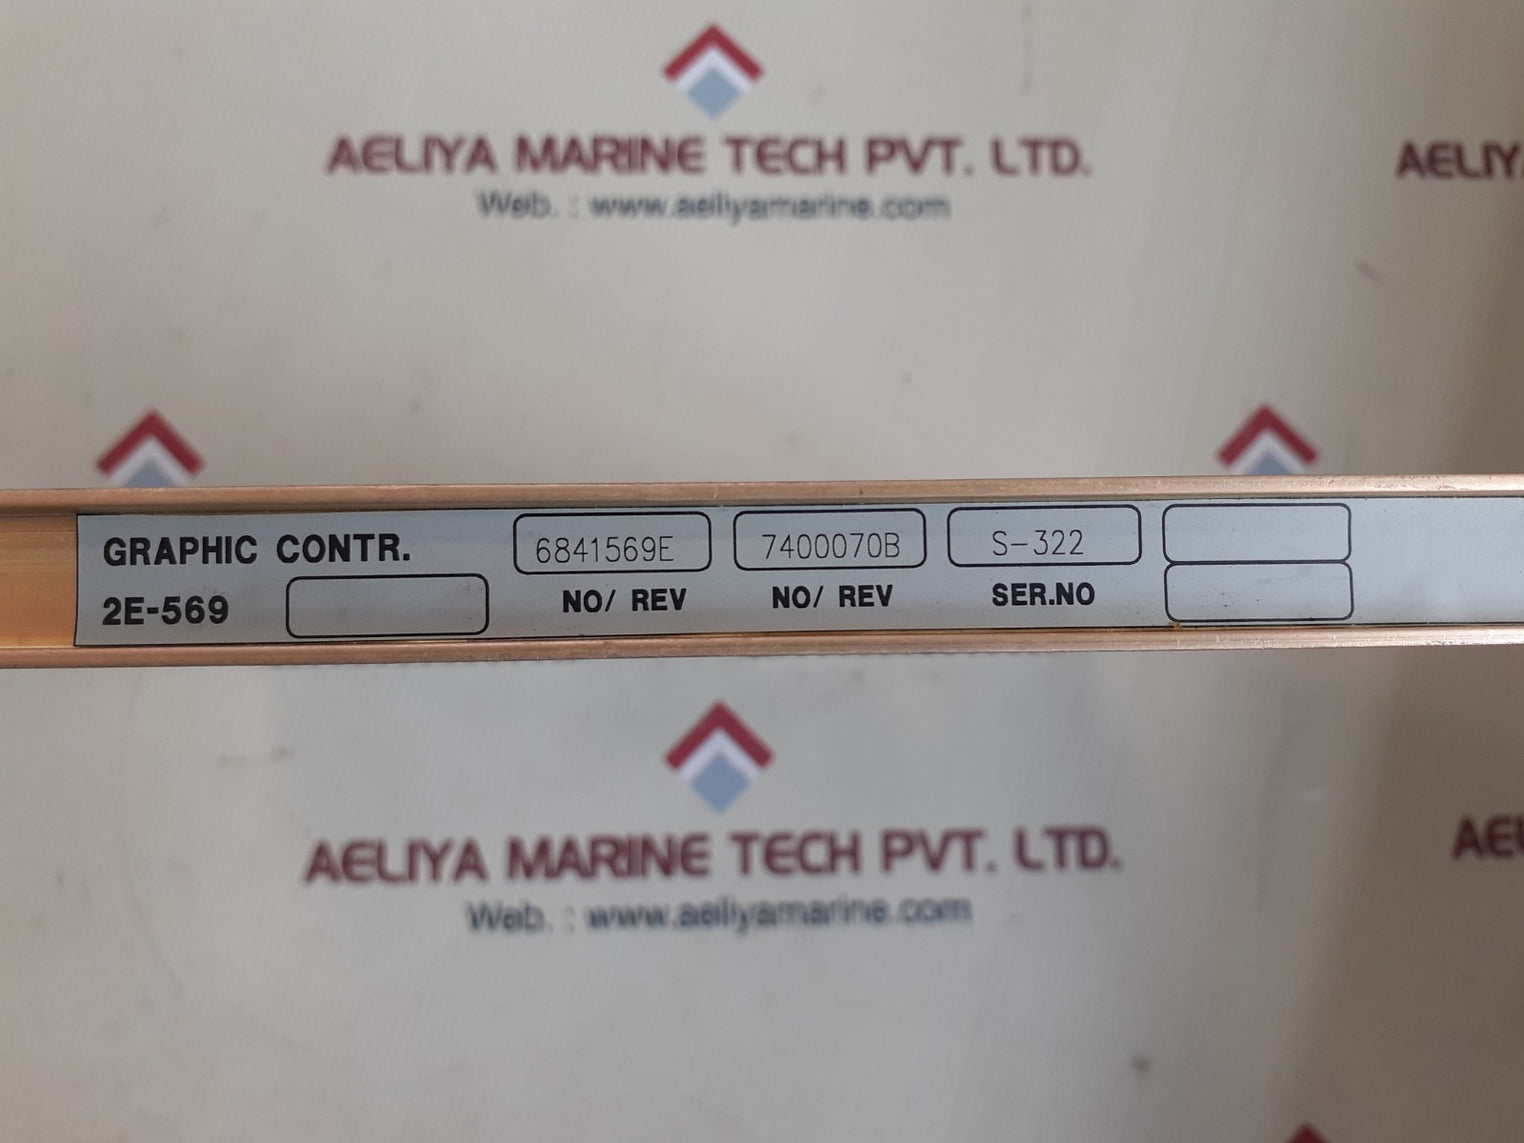 AELIYA MARINE TECH PVT. LTD.
AELIY
Web. : www.aeliyamarine.com
GRAPHIC CONTR. 6841569E 7400070B S-322
2E-569 NO/ REV NO/ REV SER.NO
AELIYA MARINE TECH PVT. LTD.
AE
Web. : www.aeliyamarine.com